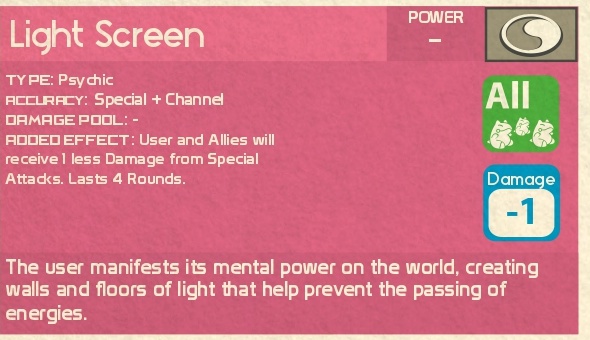 Light Screen
POWER
–
TYPE: Psychic
ACCURACY: Special + Channel
DAMAGE POOL: -
ADDED EFFECT: User and Allies will
receive 1 less Damage from Special
Attacks. Lasts 4 Rounds.
All
Damage
-1
The user manifests its mental power on the world, creating
walls and floors of light that help prevent the passing of
energies.